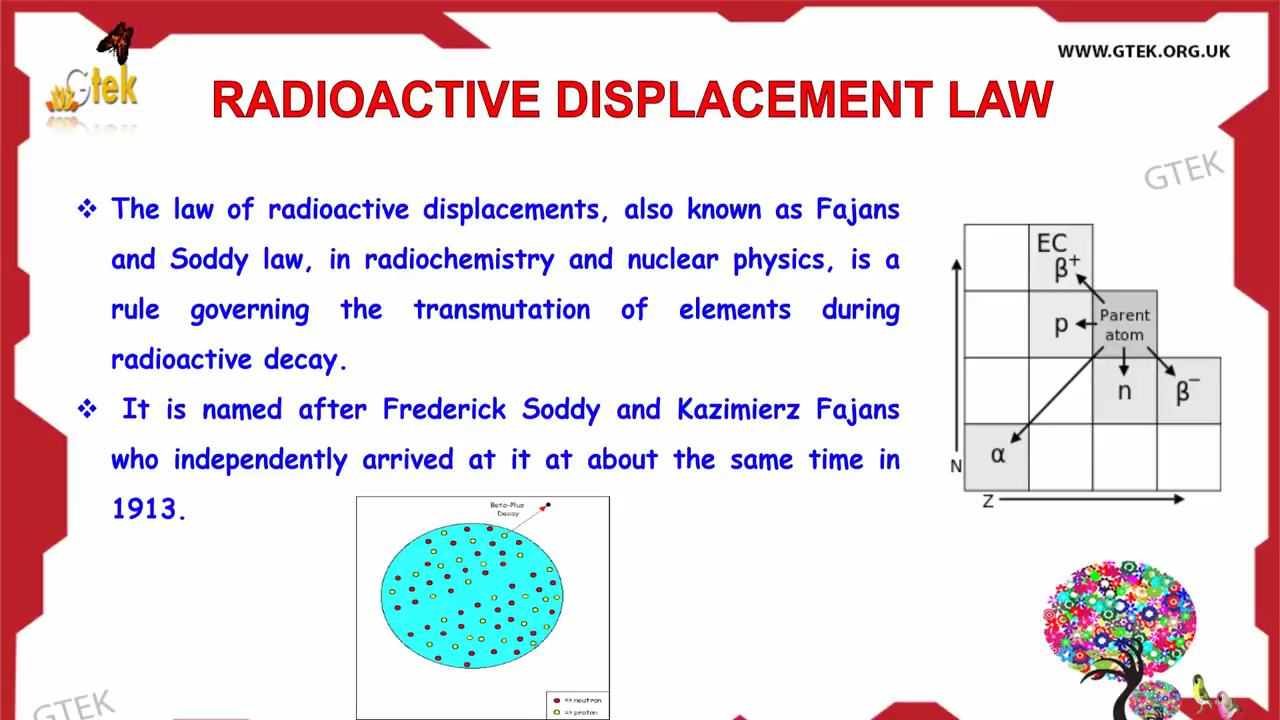 Gtek
WWW.GTEK.ORG.UK
RADIOACTIVE DISPLACEMENT LAW
GTEK
❖ The law of radioactive displacements, also known as Fajans
and Soddy law, in radiochemistry and nuclear physics, is a
rule governing the transmutation of elements during
radioactive decay.
❖ It is named after Frederick Soddy and Kazimierz Fajans
who independently arrived at it at about the same time in
1913.
EC
β+
p
Parent
atom
n
β−
α
N
Z
Beta-Plus
Decay
=> neutron
=> proton
GTEK